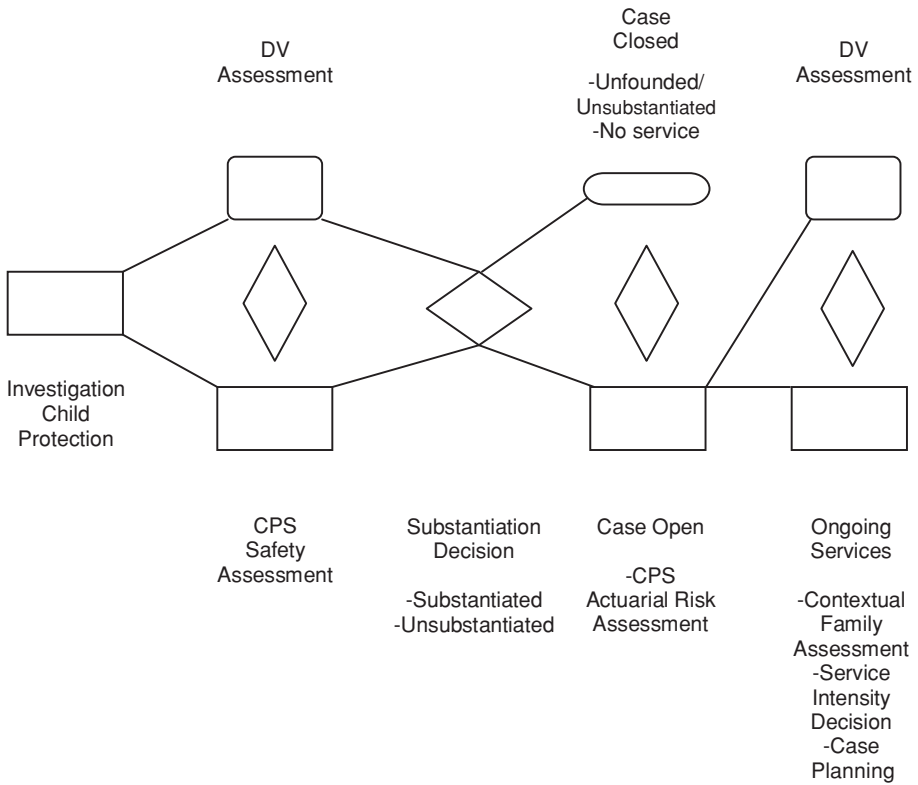 DV
Assessment
Case
Closed
-Unfounded/
Unsubstantiated
-No service
DV
Assessment
Investigation
Child
Protection
CPS
Safety
Assessment
Substantiation
Decision
-Substantiated
-Unsubstantiated
Case Open
-CPS
Actuarial Risk
Assessment
Ongoing
Services
-Contextual
Family
Assessment
-Service
Intensity
Decision
-Case
Planning